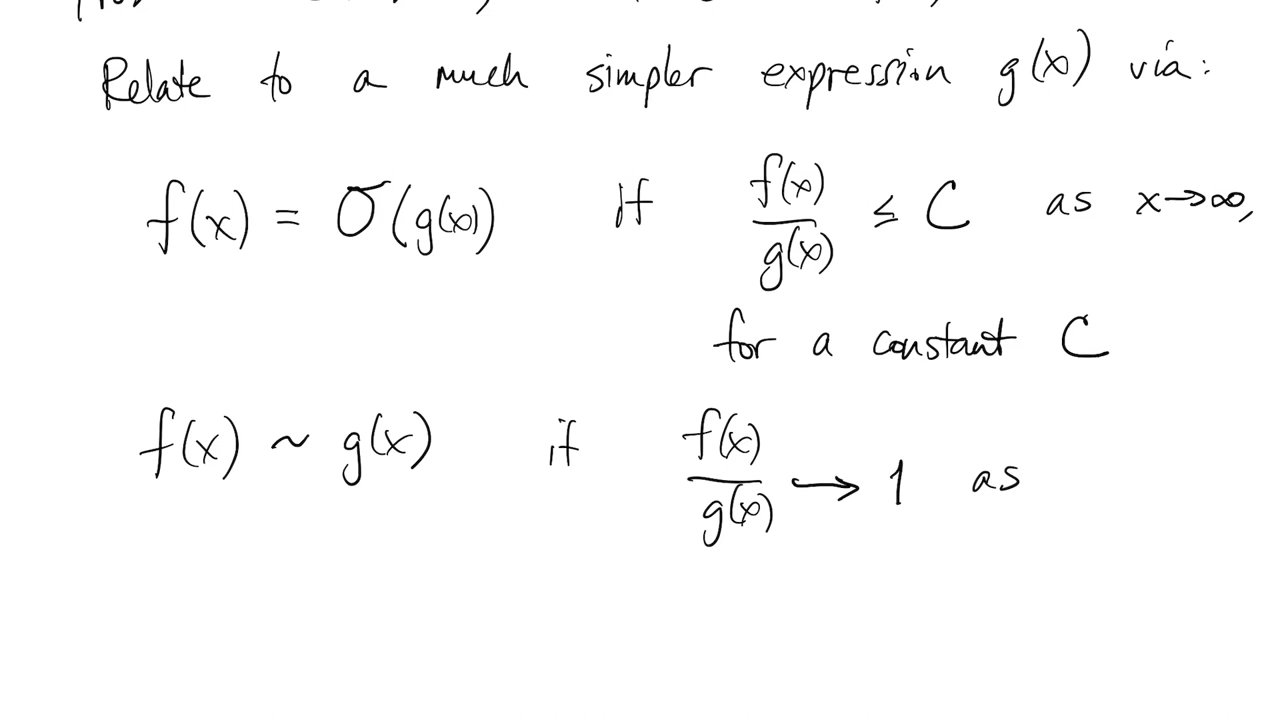 Relate to a much simpler expression g(x) via:
f(x) = O(g(x)) if f(x)/g(x) ≤ C as x→∞,
for a constant C
f(x) ~ g(x) if f(x)/g(x) → 1 as